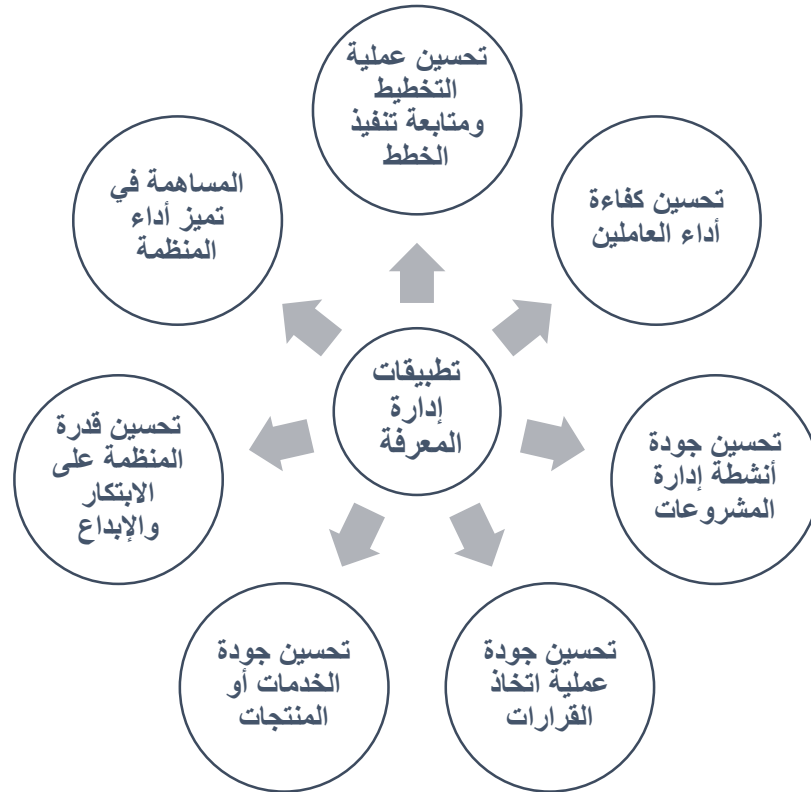 تحسين عملية
التخطيط
ومتابعة تنفيذ
الخطط
تحسين كفاءة
أداء العاملين
تحسين جودة
أنشطة إدارة
المشروعات
تحسين جودة
عملية اتخاذ
القرارات
تحسين جودة
الخدمات أو
المنتجات
تحسين قدرة
المنظمة على
الابتكار
والإبداع
المساهمة في
تميز أداء
المنظمة
تطبيقات
إدارة
المعرفة